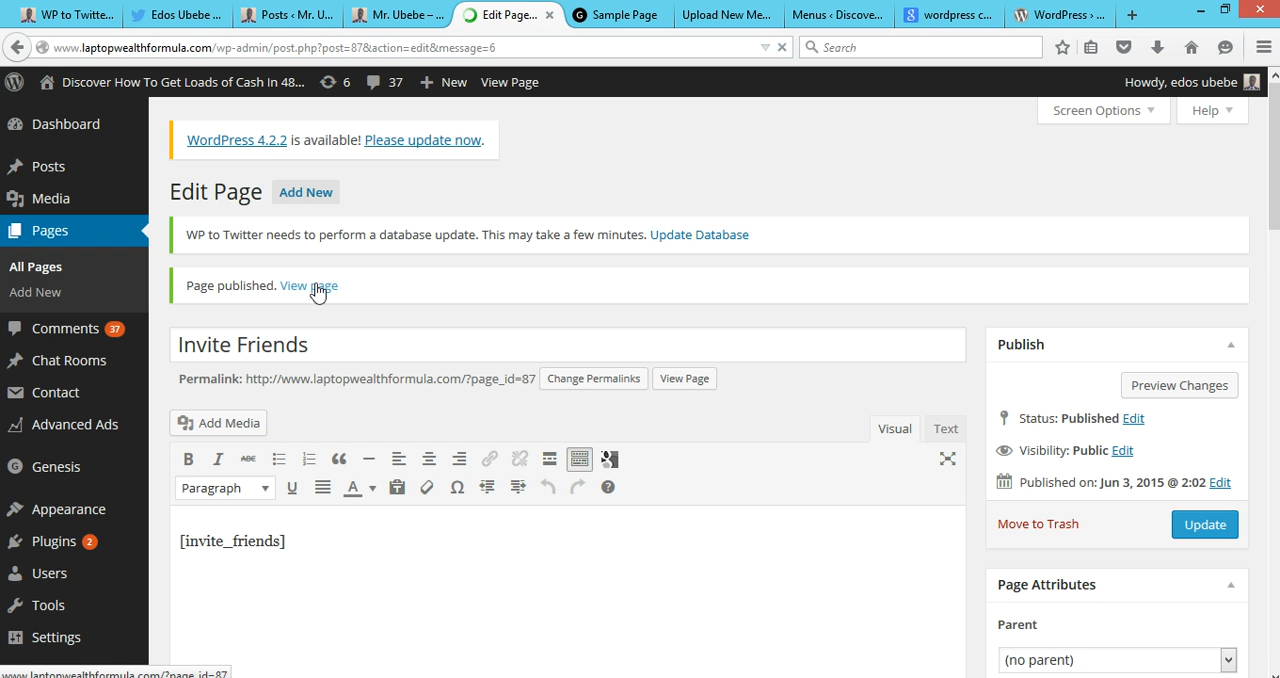 WP to Twitte...
Edos Ubebe ...
Posts ‹ Mr. U...
Mr. Ubebe – ...
Edit Page...
Sample Page
Upload New Me...
Menus ‹ Discove...
wordpress c...
WordPress › ...
www.laptopwealthformula.com/wp-admin/post.php?post=87&action=edit&message=6
Search
Discover How To Get Loads of Cash In 48...
6
37
New
View Page
Howdy, edos ubebe
Screen Options
Help
Dashboard
Posts
Media
Pages
All Pages
Add New
Comments 37
Chat Rooms
Contact
Advanced Ads
Genesis
Appearance
Plugins 2
Users
Tools
Settings
WordPress 4.2.2 is available! Please update now.
Edit Page Add New
WP to Twitter needs to perform a database update. This may take a few minutes. Update Database
Page published. View page
Invite Friends
Permalink: http://www.laptopwealthformula.com/?page_id=87 Change Permalinks View Page
Add Media
Visual Text
B I ABC
Paragraph U A Ω
[invite_friends]
Publish
Preview Changes
Status: Published Edit
Visibility: Public Edit
Published on: Jun 3, 2015 @ 2:02 Edit
Move to Trash
Update
Page Attributes
Parent
(no parent)
www.laptopwealthformula.com/?page_id=87